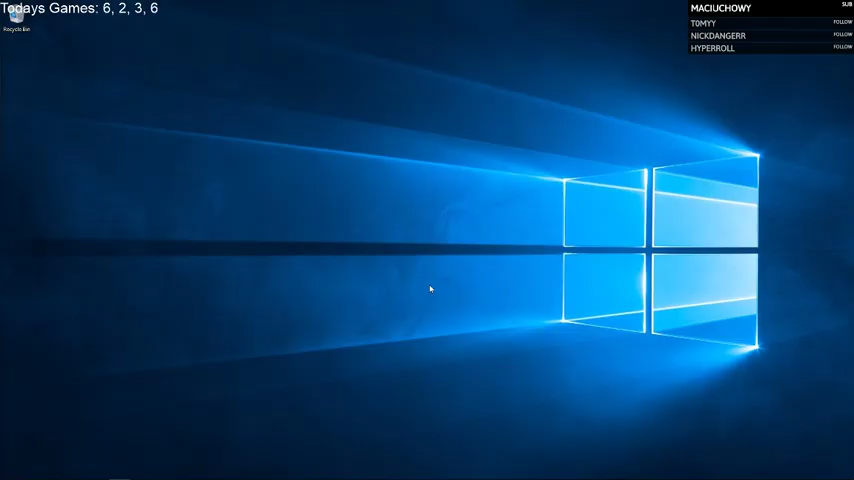 Todays Games: 6, 2, 3, 6
Recycle Bin
MACIUCHOWY SUB
T0MYY FOLLOW
NICKDANGERR FOLLOW
HYPERROLL FOLLOW